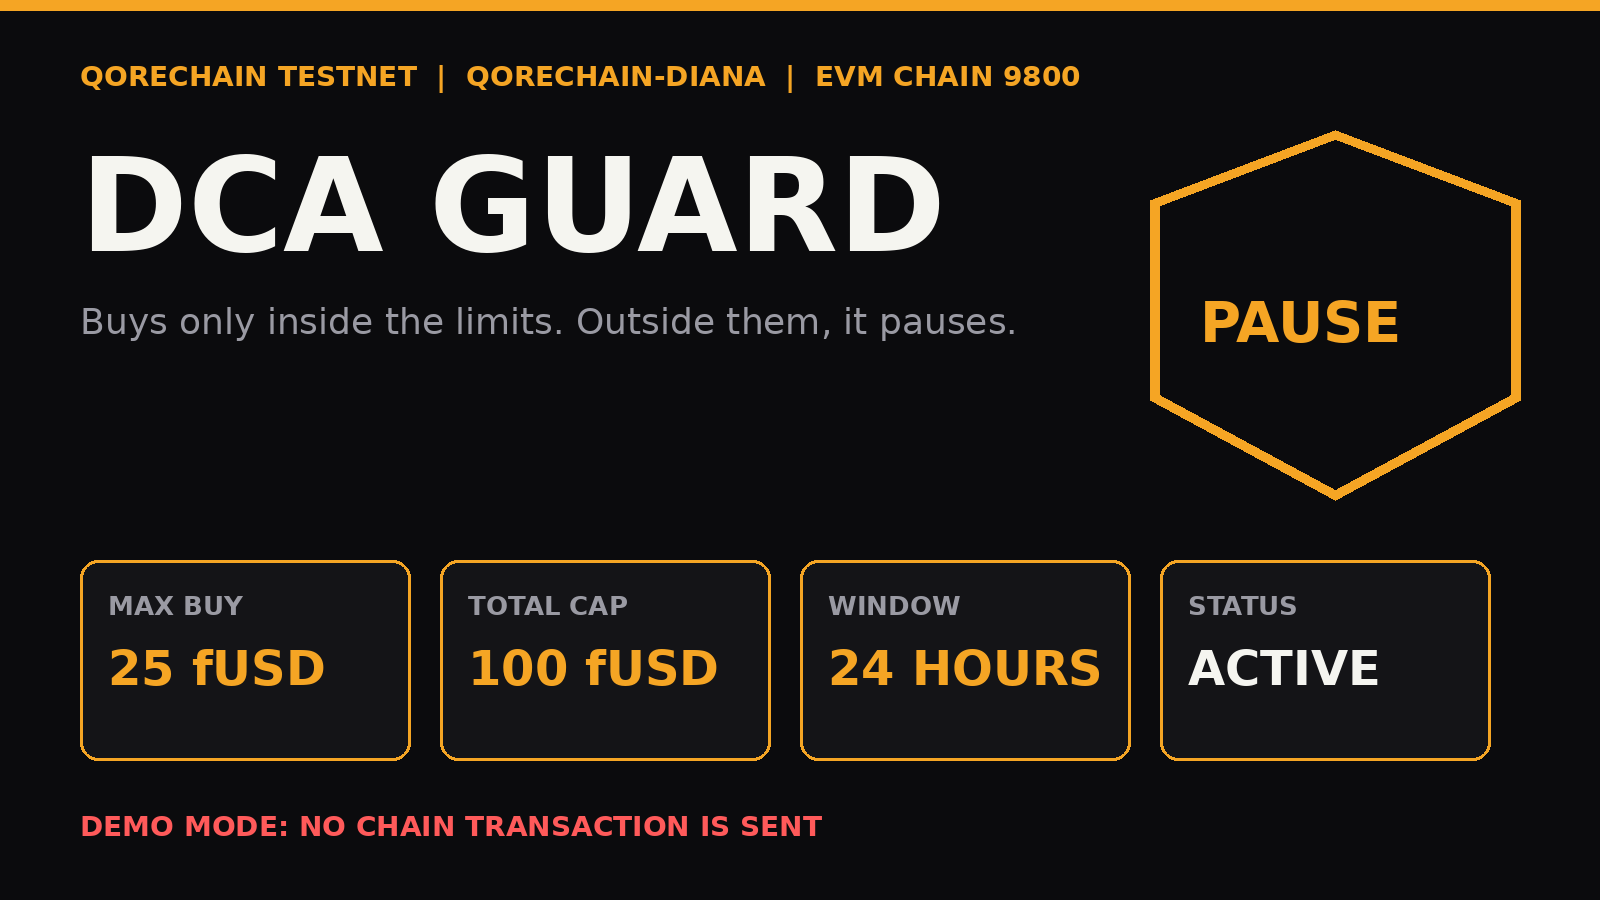 QORECHAIN TESTNET | QORECHAIN-DIANA | EVM CHAIN 9800
DCA GUARD
Buys only inside the limits. Outside them, it pauses.
PAUSE
MAX BUY
25 fUSD
TOTAL CAP
100 fUSD
WINDOW
24 HOURS
STATUS
ACTIVE
DEMO MODE: NO CHAIN TRANSACTION IS SENT